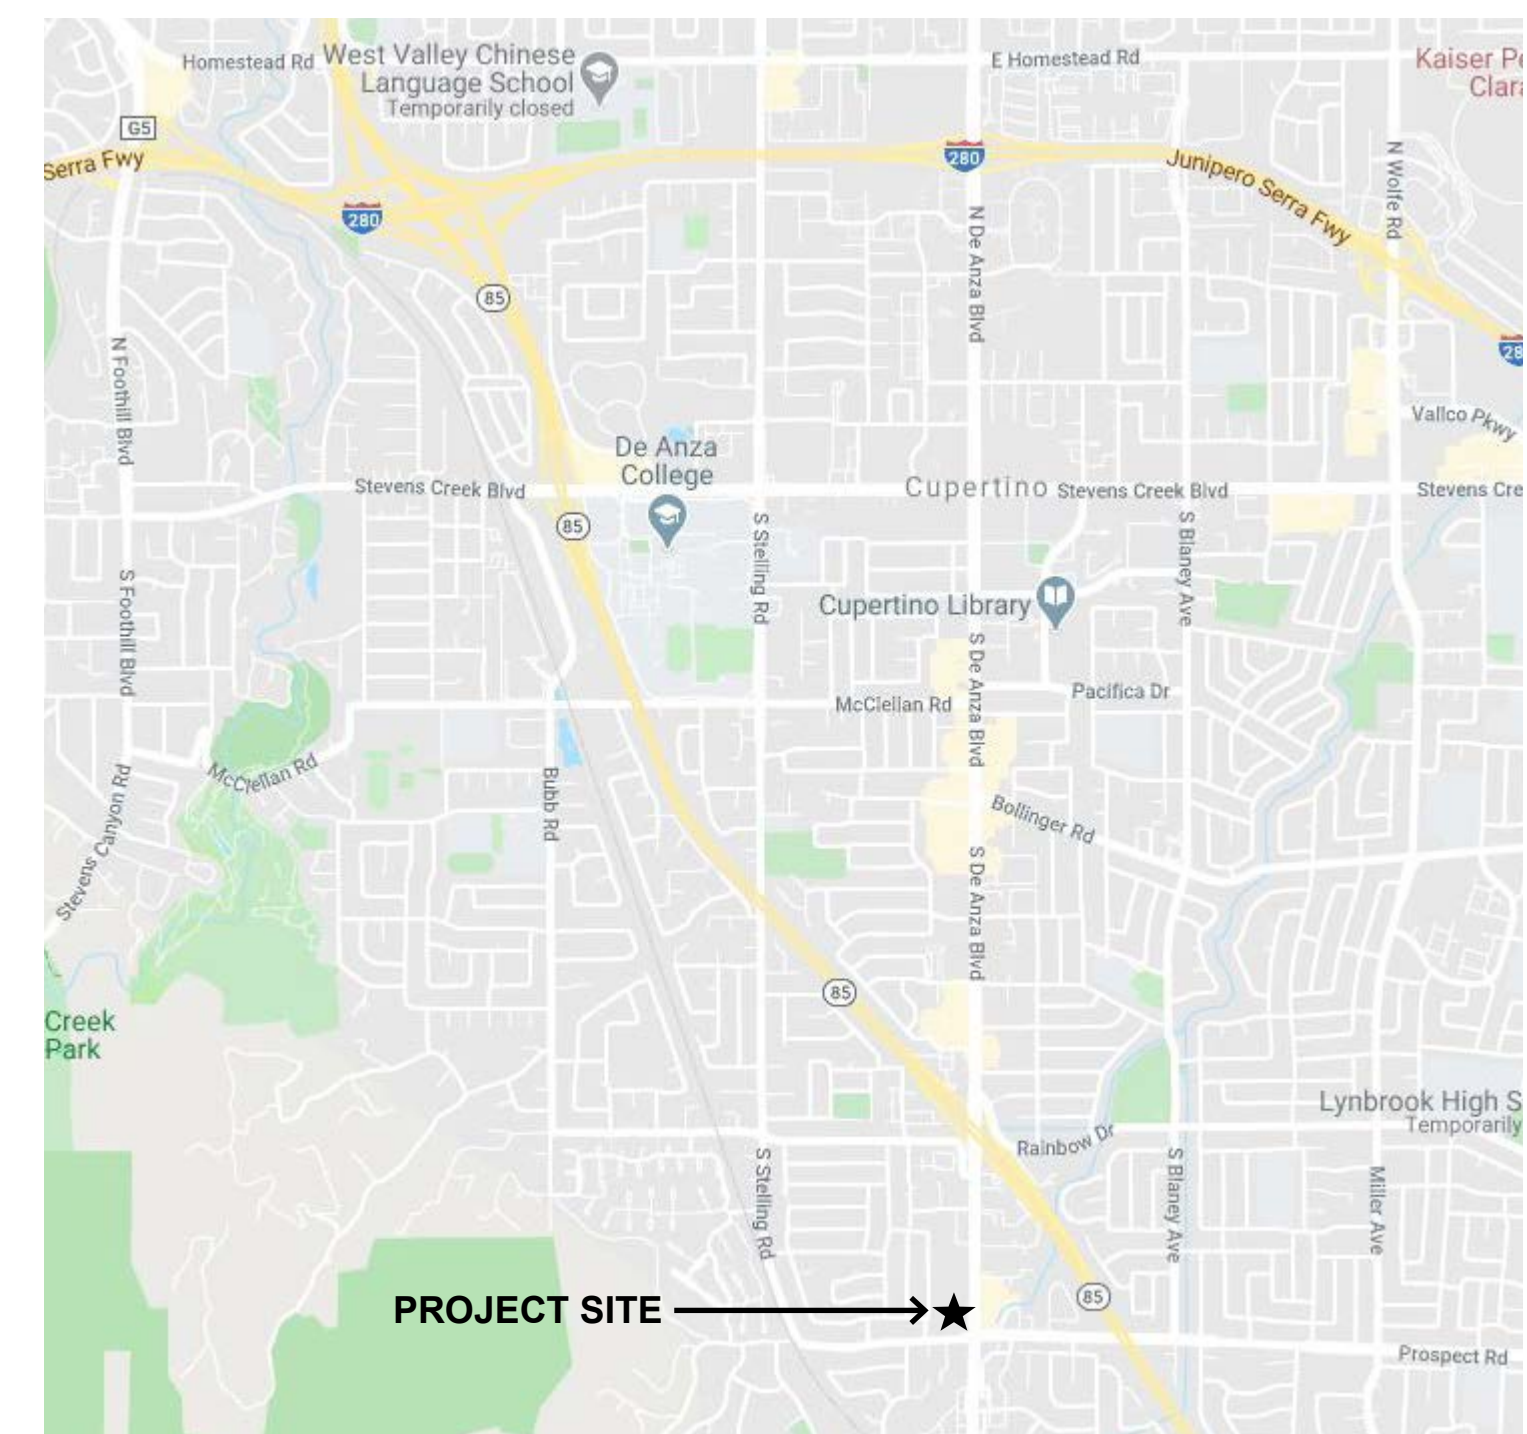 Homestead Rd
West Valley Chinese
Language School
Temporarily closed
E Homestead Rd
Kaiser Pe
Clara
G5
Serra Fwy
280
280
Junipero Serra Fwy
N Wolfe Rd
N De Anza Blvd
85
28
N Foothill Blvd
Vallco Pkwy
De Anza
College
Stevens Creek Blvd
Cupertino
Stevens Creek Blvd
Stevens Cre
85
S Stelling Rd
S Blaney Ave
S Foothill Blvd
Cupertino Library
S De Anza Blvd
McClellan Rd
Pacifica Dr
McClellan Rd
Stevens Canyon Rd
Bubb Rd
Bollinger Rd
S De Anza Blvd
85
Creek
Park
Lynbrook High S
Temporarily
Rainbow Dr
S Stelling Rd
S Blaney Ave
Miller Ave
PROJECT SITE
85
Prospect Rd